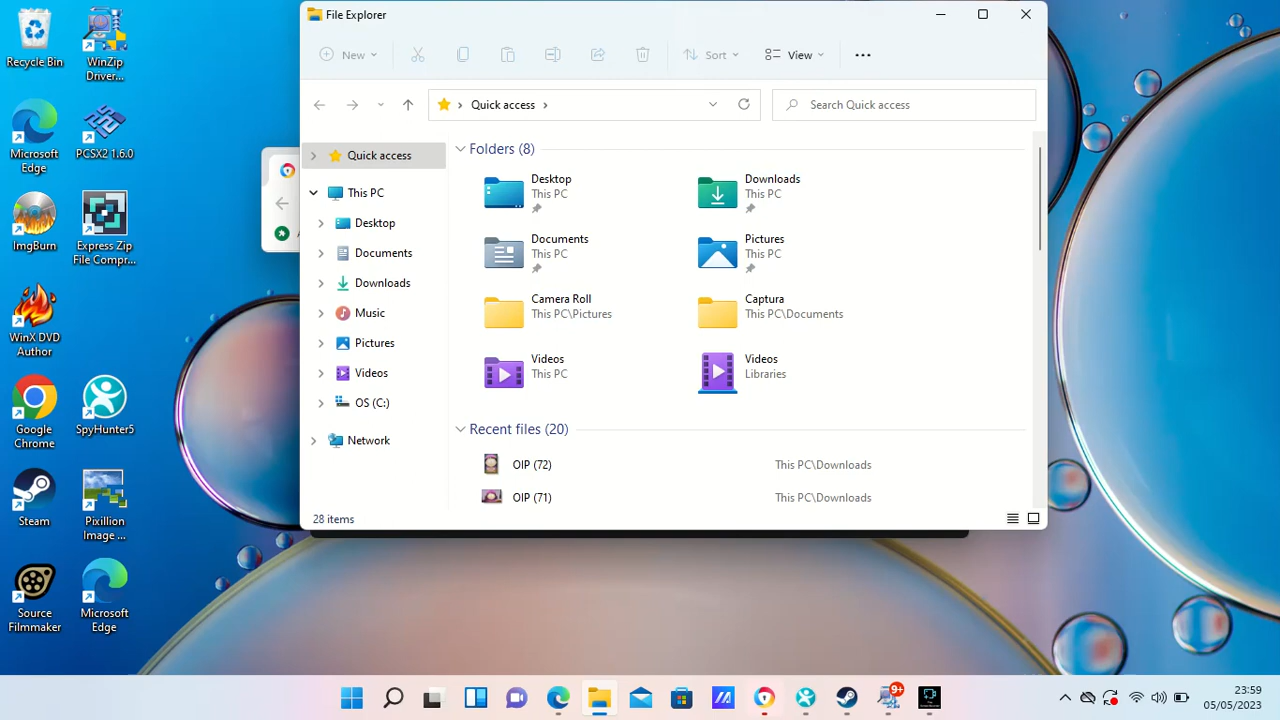 Recycle Bin
WinZip
Driver...
Microsoft
Edge
PCSX2 1.6.0
ImgBurn
Express Zip
File Compr...
WinX DVD
Author
Google
Chrome
SpyHunter5
Steam
Pixillion
Image ...
Source
Filmmaker
Microsoft
Edge
File Explorer
New
Sort
View
Quick access
Search Quick access
Quick access
This PC
Desktop
Documents
Downloads
Music
Pictures
Videos
OS (C:)
Network
Folders (8)
Desktop
This PC
Downloads
This PC
Documents
This PC
Pictures
This PC
Camera Roll
This PC\Pictures
Captura
This PC\Documents
Videos
This PC
Videos
Libraries
Recent files (20)
OIP (72) This PC\Downloads
OIP (71) This PC\Downloads
28 items
9+
23:59
05/05/2023